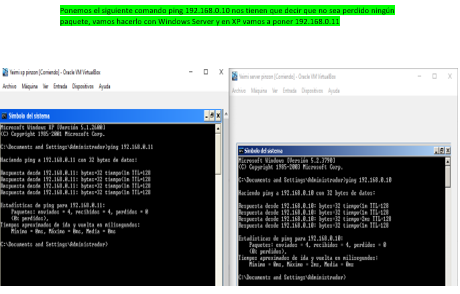 Ponemos el siguiente comando ping 192.168.0.10 nos tienen que decir que no sea perdido ningún
paquete, vamos hacerlo con Windows Server y en XP vamos a poner 192.168.0.11
Yeimi xp pinzon [Corriendo] - Oracle VM VirtualBox
Archivo Máquina Ver Entrada Dispositivos Ayuda
Símbolo del sistema
Microsoft Windows XP [Versión 5.1.2600]
(C) Copyright 1985-2001 Microsoft Corp.
C:\Documents and Settings\Administrador>ping 192.168.0.11
Haciendo ping a 192.168.0.11 con 32 bytes de datos:
Respuesta desde 192.168.0.11: bytes=32 tiempo<1m TTL=128
Respuesta desde 192.168.0.11: bytes=32 tiempo<1m TTL=128
Respuesta desde 192.168.0.11: bytes=32 tiempo<1m TTL=128
Respuesta desde 192.168.0.11: bytes=32 tiempo<1m TTL=128
Estadísticas de ping para 192.168.0.11:
Paquetes: enviados = 4, recibidos = 4, perdidos = 0
(0% perdidos),
Tiempos aproximados de ida y vuelta en milisegundos:
Mínimo = 0ms, Máximo = 0ms, Media = 0ms
C:\Documents and Settings\Administrador>
Yeimi server pinzon [Corriendo] - Oracle VM VirtualBox
Archivo Máquina Ver Entrada Dispositivos Ayuda
Símbolo del sistema
Microsoft Windows [Versión 5.2.3790]
(C) Copyright 1985-2003 Microsoft Corp.
C:\Documents and Settings\Administrador>ping 192.168.0.10
Haciendo ping a 192.168.0.10 con 32 bytes de datos:
Respuesta desde 192.168.0.10: bytes=32 tiempo<1m TTL=128
Respuesta desde 192.168.0.10: bytes=32 tiempo<1m TTL=128
Respuesta desde 192.168.0.10: bytes=32 tiempo=2ms TTL=128
Respuesta desde 192.168.0.10: bytes=32 tiempo<1m TTL=128
Estadísticas de ping para 192.168.0.10:
Paquetes: enviados = 4, recibidos = 4, perdidos = 0
(0% perdidos),
Tiempos aproximados de ida y vuelta en milisegundos:
Mínimo = 0ms, Máximo = 2ms, Media = 0ms
C:\Documents and Settings\Administrador>